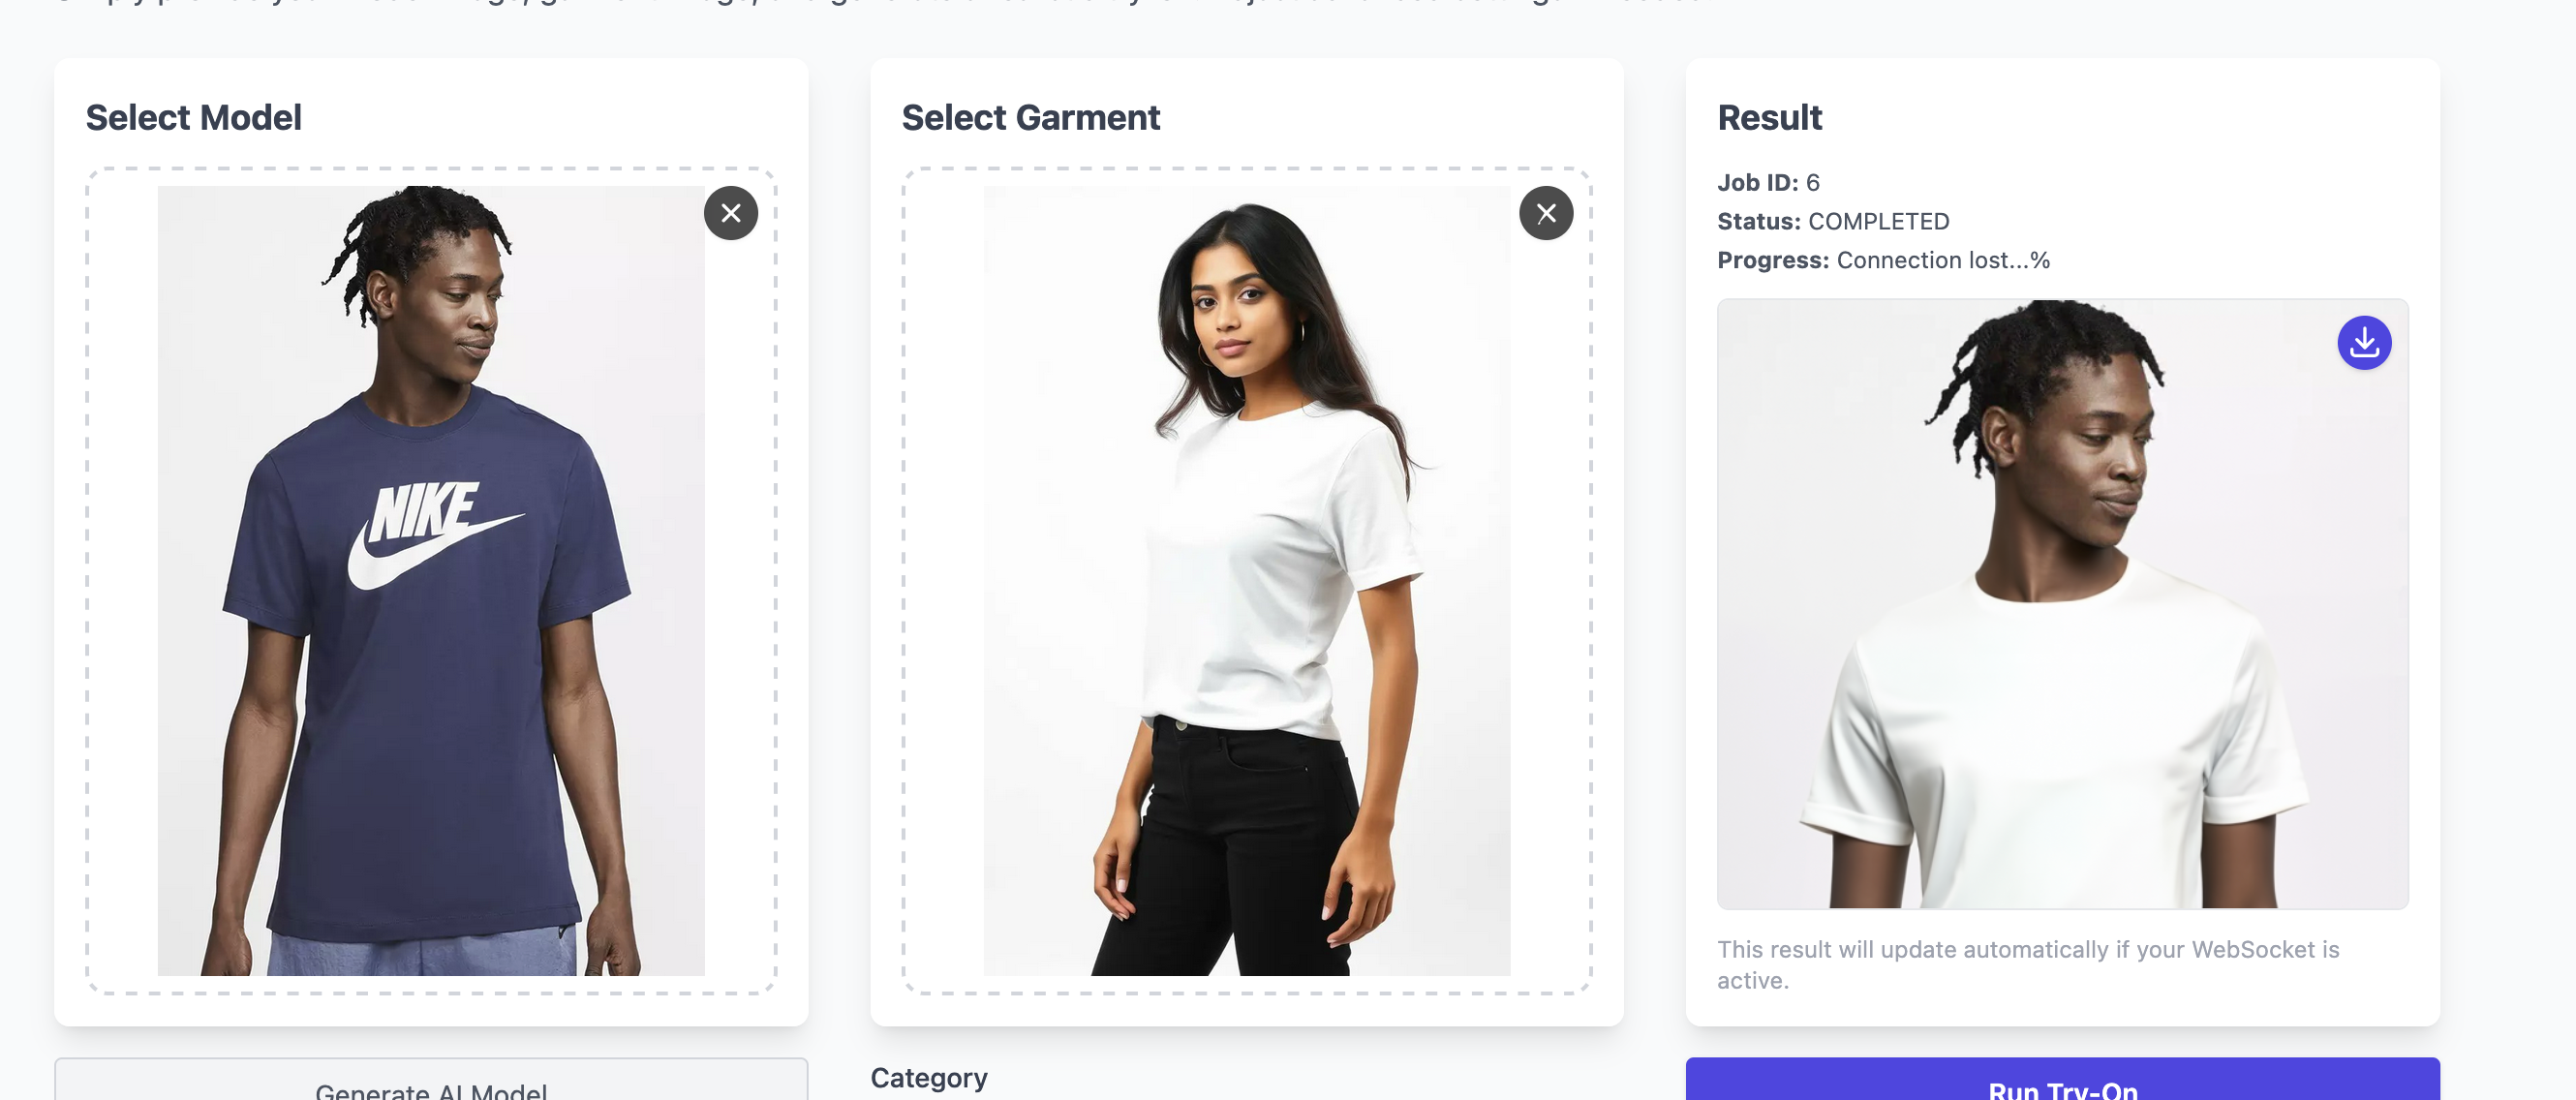 Select Model
Select Garment
Result
Job ID: 6
Status: COMPLETED
Progress: Connection lost...%
NIKE
This result will update automatically if your WebSocket is
active.
Generate AI Model
Category
Run Try-On